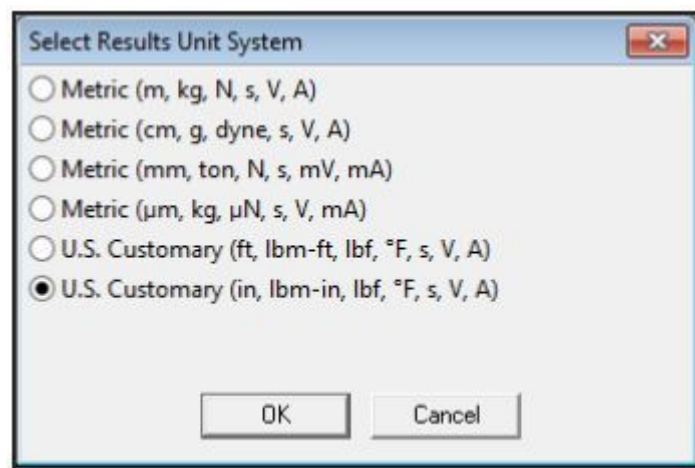 Select Results Unit System
Metric (m, kg, N, s, V, A)
Metric (cm, g, dyne, s, V, A)
Metric (mm, ton, N, s, mV, mA)
Metric (μm, kg, μN, s, V, mA)
U.S. Customary (ft, lbm-ft, lbf, °F, s, V, A)
U.S. Customary (in, lbm-in, lbf, °F, s, V, A)
OK Cancel